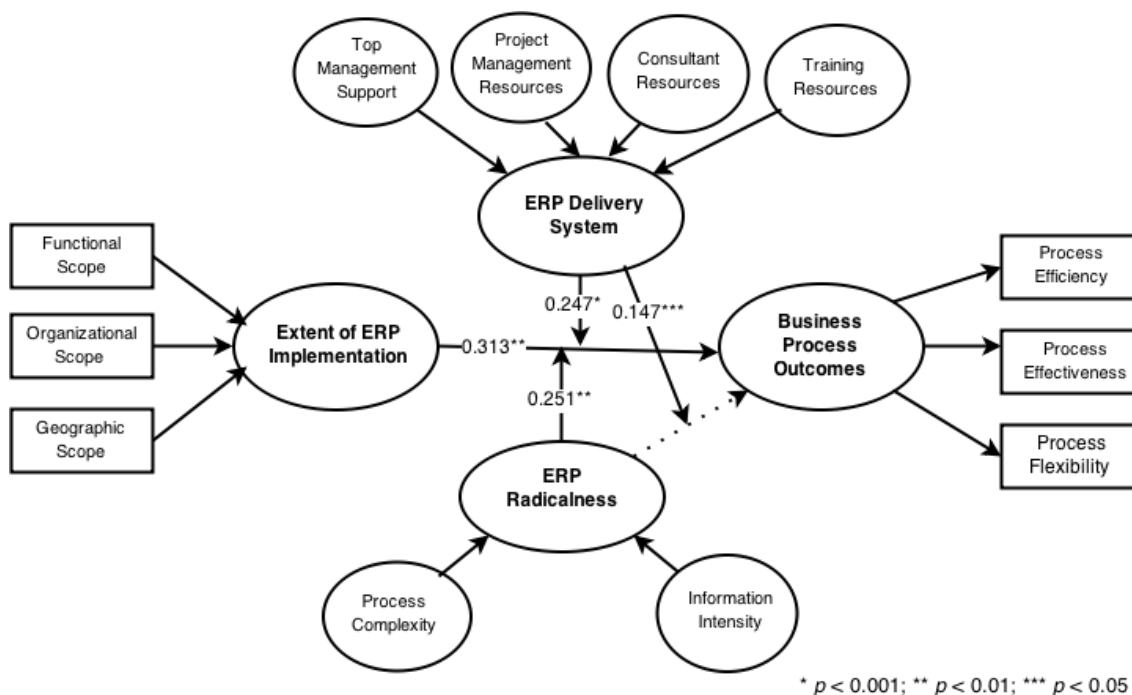 Top
Management
Support
Project
Management
Resources
Consultant
Resources
Training
Resources
ERP Delivery
System
Functional
Scope
Organizational
Scope
Geographic
Scope
Extent of ERP
Implementation
0.247*
0.147***
0.313**
0.251**
Business
Process
Outcomes
Process
Efficiency
Process
Effectiveness
Process
Flexibility
ERP
Radicalness
Process
Complexity
Information
Intensity
* p < 0.001; ** p < 0.01; *** p < 0.05